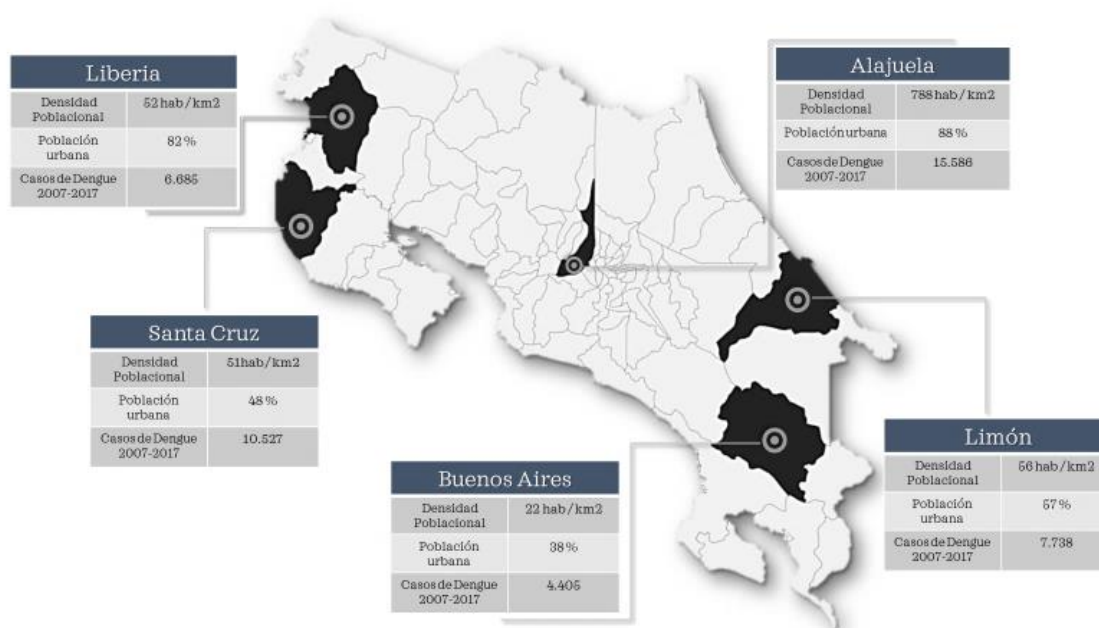 Liberia
Densidad
Poblacional
52 hab/km2
Población
urbana
82 %
Casos de Dengue
2007-2017
6.685
Alajuela
Densidad
Poblacional
788 hab/km2
Población urbana
88 %
Casos de Dengue
2007-2017
15.586
Santa Cruz
Densidad
Poblacional
51hab/km2
Población
urbana
48 %
Casos de Dengue
2007-2017
10.527
Buenos Aires
Densidad
Poblacional
22 hab/km2
Población
urbana
38 %
Casos de Dengue
2007-2017
4.405
Limón
Densidad
Poblacional
56 hab/km2
Población
urbana
57 %
Casos de Dengue
2007-2017
7.738